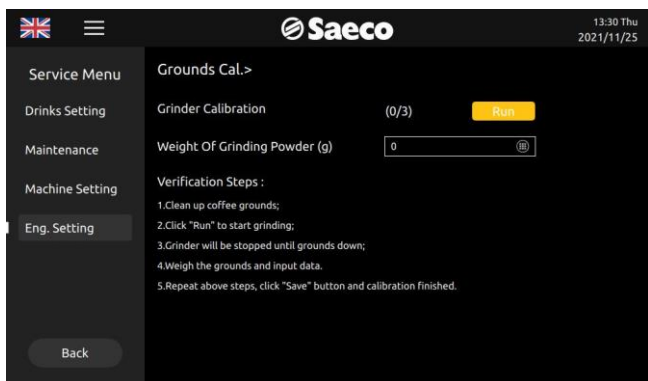 Saeco
13:30 Thu
2021/11/25
Service Menu
Drinks Setting
Maintenance
Machine Setting
Eng. Setting
Back
Grounds Cal.>
Grinder Calibration (0/3) Run
Weight Of Grinding Powder (g) 0
Verification Steps :
1.Clean up coffee grounds;
2.Click "Run" to start grinding;
3.Grinder will be stopped until grounds down;
4.Weigh the grounds and input data.
5.Repeat above steps, click "Save" button and calibration finished.